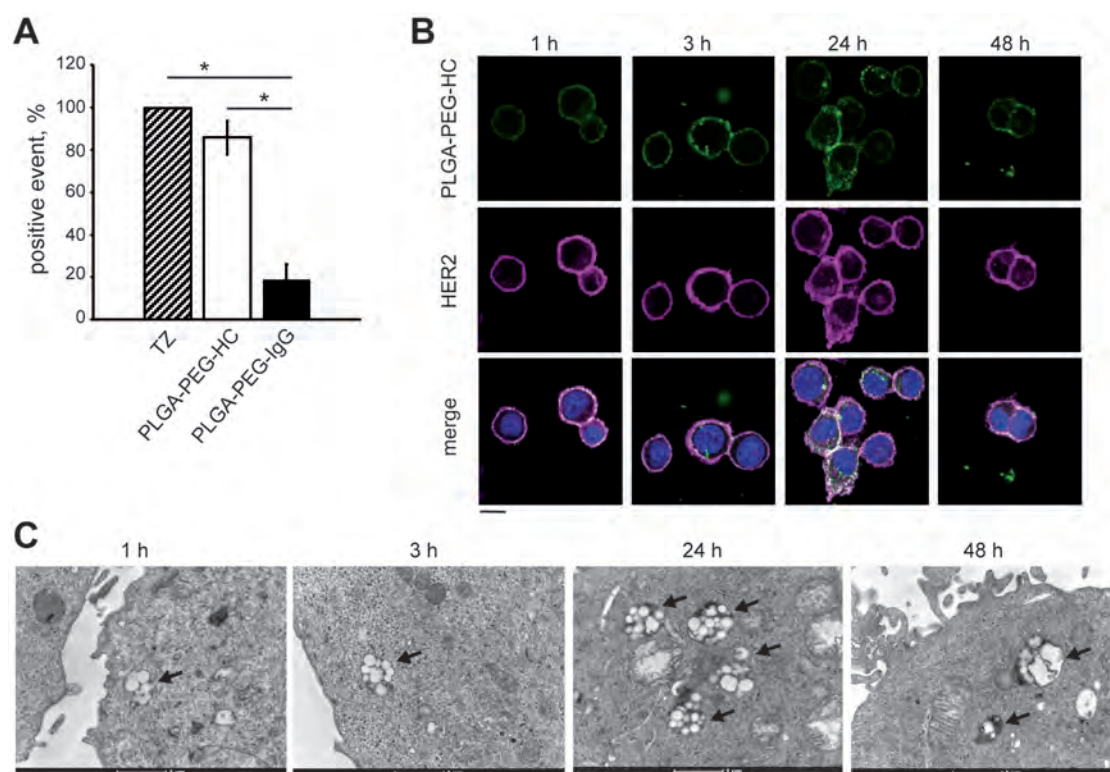 A
positive event, %
120
100
80
60
40
20
0
*
*
TZ
PLGA-PEG-HC
PLGA-PEG-IgG
B
1 h
3 h
24 h
48 h
PLGA-PEG-HC
HER2
merge
C
1 h
3 h
24 h
48 h